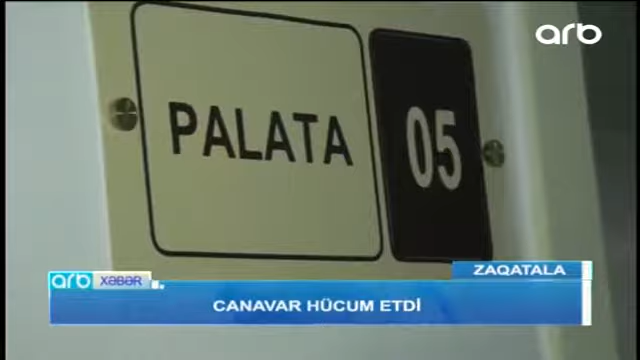 arb
PALATA
05
ZAQATALA
arb XƏBƏR
CANAVAR HÜCUM ETDİ